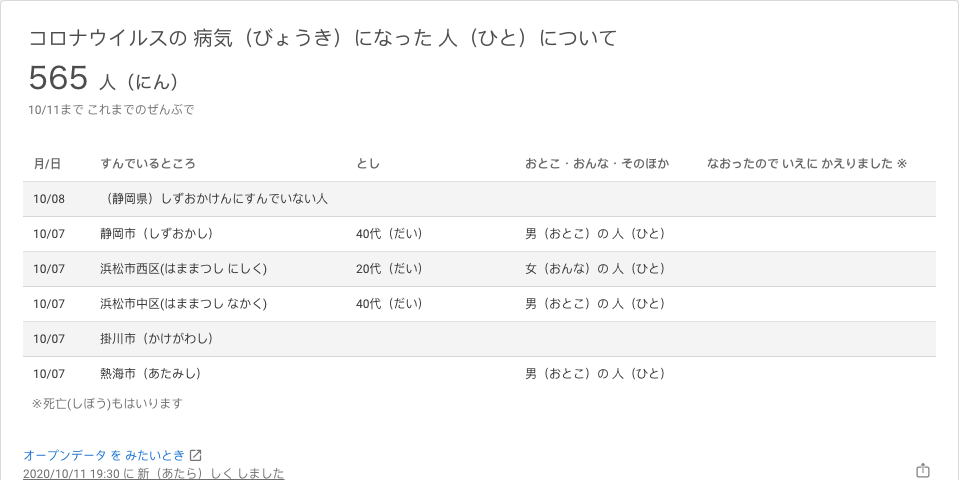 コロナウイルスの 病気（びょうき）になった 人（ひと）について
565 人（にん）
10/11まで これまでのぜんぶで
月/日 すんでいるところ とし おとこ・おんな・そのほか なおったので いえに かえりました ※
10/08 （静岡県）しずおかけんにすんでいない人
10/07 静岡市（しずおかし） 40代（だい） 男（おとこ）の 人（ひと）
10/07 浜松市西区(はままつし にしく) 20代（だい） 女（おんな）の 人（ひと）
10/07 浜松市中区(はままつし なかく) 40代（だい） 男（おとこ）の 人（ひと）
10/07 掛川市（かけがわし）
10/07 熱海市（あたみし） 男（おとこ）の 人（ひと）
※死亡(しぼう)もはいります
オープンデータ を みたいとき
2020/10/11 19:30 に 新（あたら）しく しました